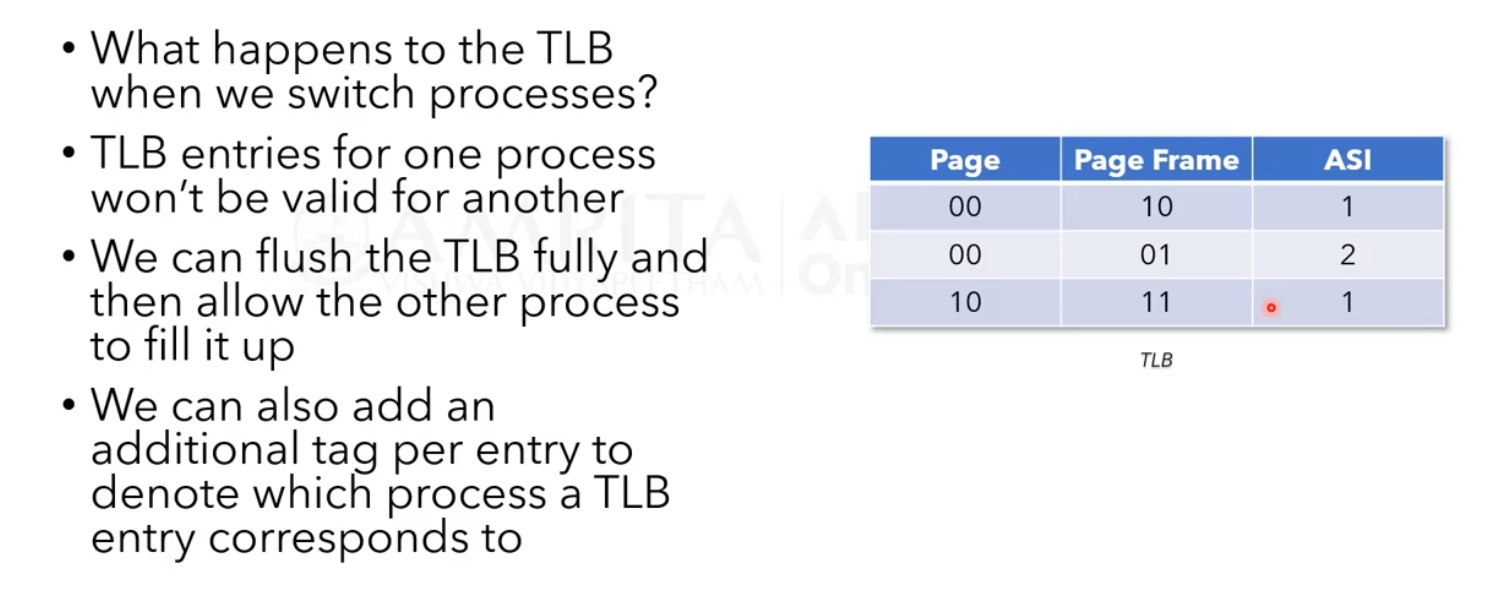 • What happens to the TLB
when we switch processes?
• TLB entries for one process
won't be valid for another
• We can flush the TLB fully and
then allow the other process
to fill it up
• We can also add an
additional tag per entry to
denote which process a TLB
entry corresponds to
Page Page Frame ASI
00 10 1
00 01 2
10 11 1
TLB
AMRITA
VISHWA VIDYAPEETHAM